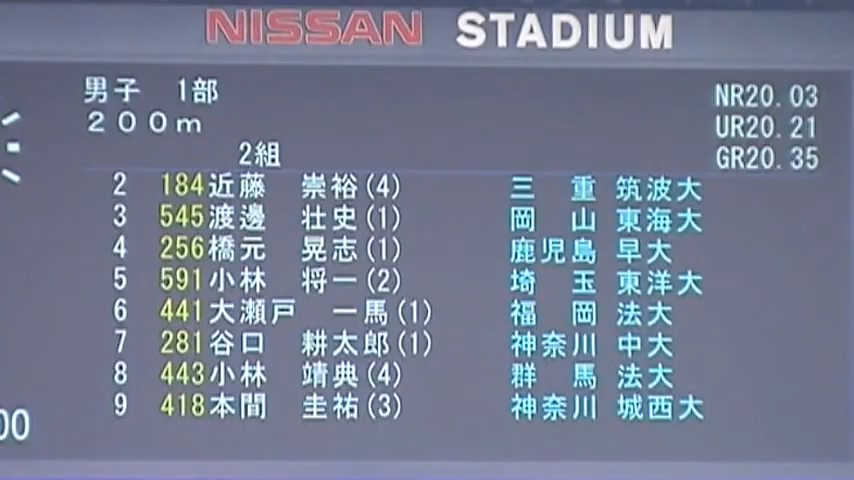 NISSAN STADIUM
男子 1部 NR20.03
200m UR20.21
2組 GR20.35
2 184 近藤 崇裕(4) 三重 筑波大
3 545 渡邊 壮史(1) 岡山 東海大
4 256 橋元 晃志(1) 鹿児島 早大
5 591 小林 将一(2) 埼玉 東洋大
6 441 大瀬戸 一馬(1) 福岡 法大
7 281 谷口 耕太郎(1) 神奈川 中大
8 443 小林 靖典(4) 群馬 法大
9 418 本間 圭祐(3) 神奈川 城西大
00